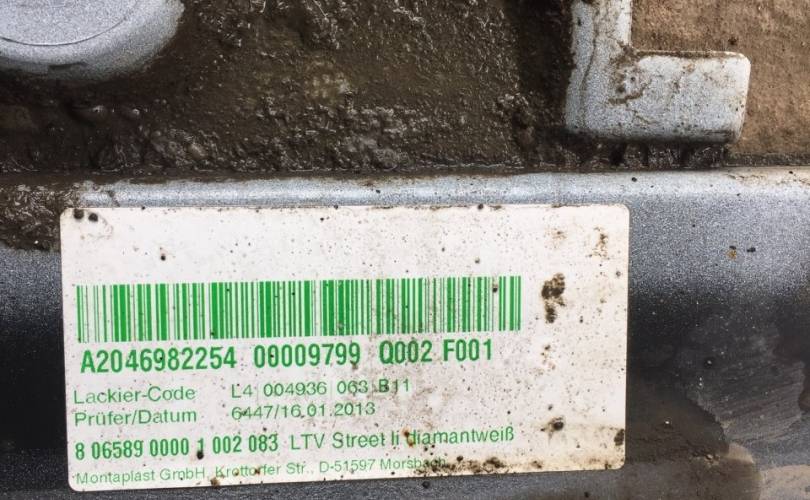 A2046982254 00009799 Q002 F001
Lackier-Code L4 004936 063 B11
Prüfer/Datum 6447/16.01.2013
8 06589 0000 1 002 083 LTV Street li diamantweiß
Montaplast GmbH, Krottorfer Str., D-51597 Morsbach